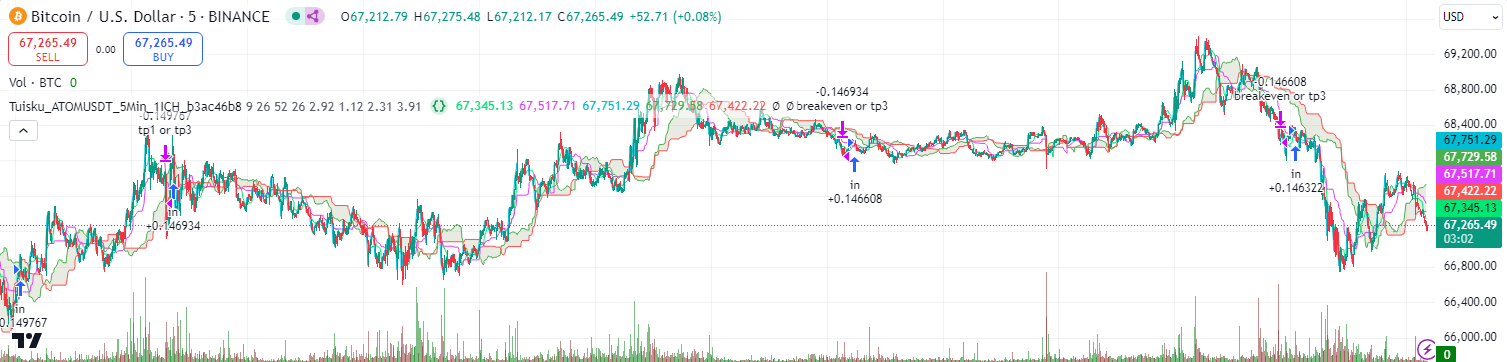 Bitcoin / U.S. Dollar · 5 · BINANCE
O67,212.79 H67,275.48 L67,212.17 C67,265.49 +52.71 (+0.08%)
USD
67,265.49
SELL
0.00
67,265.49
BUY
Vol · BTC 0
Tuisku_ATOMUSDT_5Min_1ICH_b3ac46b8 9 26 52 26 2.92 1.12 2.31 3.91 {} 67,345.13 67,517.71 67,751.29 67,729.58 67,422.22 Ø Ø
-0.149767
tp1 or tp3
in
+0.146934
in
0.149767
-0.146934
breakeven or tp3
in
+0.146608
-0.146608
breakeven or tp3
in
+0.146322
69,200.00
68,800.00
68,400.00
67,751.29
67,729.58
67,517.71
67,422.22
67,345.13
67,265.49
03:02
66,800.00
66,400.00
66,000.00
0